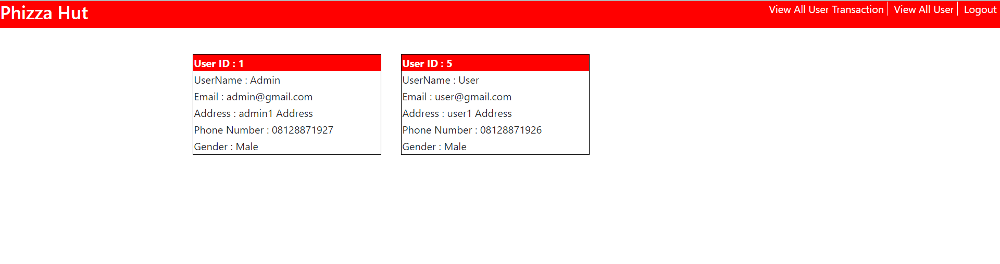 Phizza Hut
View All User Transaction
View All User
Logout
User ID : 1
UserName : Admin
Email : admin@gmail.com
Address : admin1 Address
Phone Number : 08128871927
Gender : Male
User ID : 5
UserName : User
Email : user@gmail.com
Address : user1 Address
Phone Number : 08128871926
Gender : Male